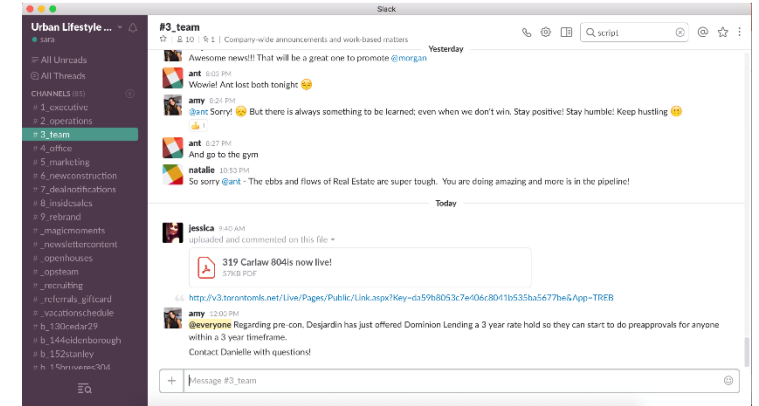 Slack
Urban Lifestyle ...
sara
All Unreads
All Threads
CHANNELS (85)
# 1_executive
# 2_operations
# 3_team
# 4_office
# 5_marketing
# 6_newconstruction
# 7_dealnotifications
# 8_insidesales
# 9_rebrand
# _magicmoments
# _newslettercontent
# _openhouses
# _opsteam
# _recruiting
# _referrals_giftcard
# _vacationschedule
# b_130cedar29
# b_144eidenborough
# b_152stanley
# b_15bruyeres304
#3_team
10 | 1 | Company-wide announcements and work-based matters
script
Yesterday
Awesome news!!! That will be a great one to promote @morgan
ant 8:03 PM
Wowie! Ant lost both tonight 😔
amy 8:24 PM
@ant Sorry! 😢 But there is always something to be learned; even when we don't win. Stay positive! Stay humble! Keep hustling 😊
👍 1
ant 8:27 PM
And go to the gym
natalie 10:53 PM
So sorry @ant - The ebbs and flows of Real Estate are super tough. You are doing amazing and more is in the pipeline!
Today
jessica 9:40 AM
uploaded and commented on this file
319 Carlaw 804is now live!
57KB PDF
http://v3.torontomls.net/Live/Pages/Public/Link.aspx?Key=da59b8053c7e406c8041b535ba5677be&App=TREB
amy 12:00 PM
@everyone Regarding pre-con, Desjardin has just offered Dominion Lending a 3 year rate hold so they can start to do preapprovals for anyone
within a 3 year timeframe.
Contact Danielle with questions!
Message #3_team